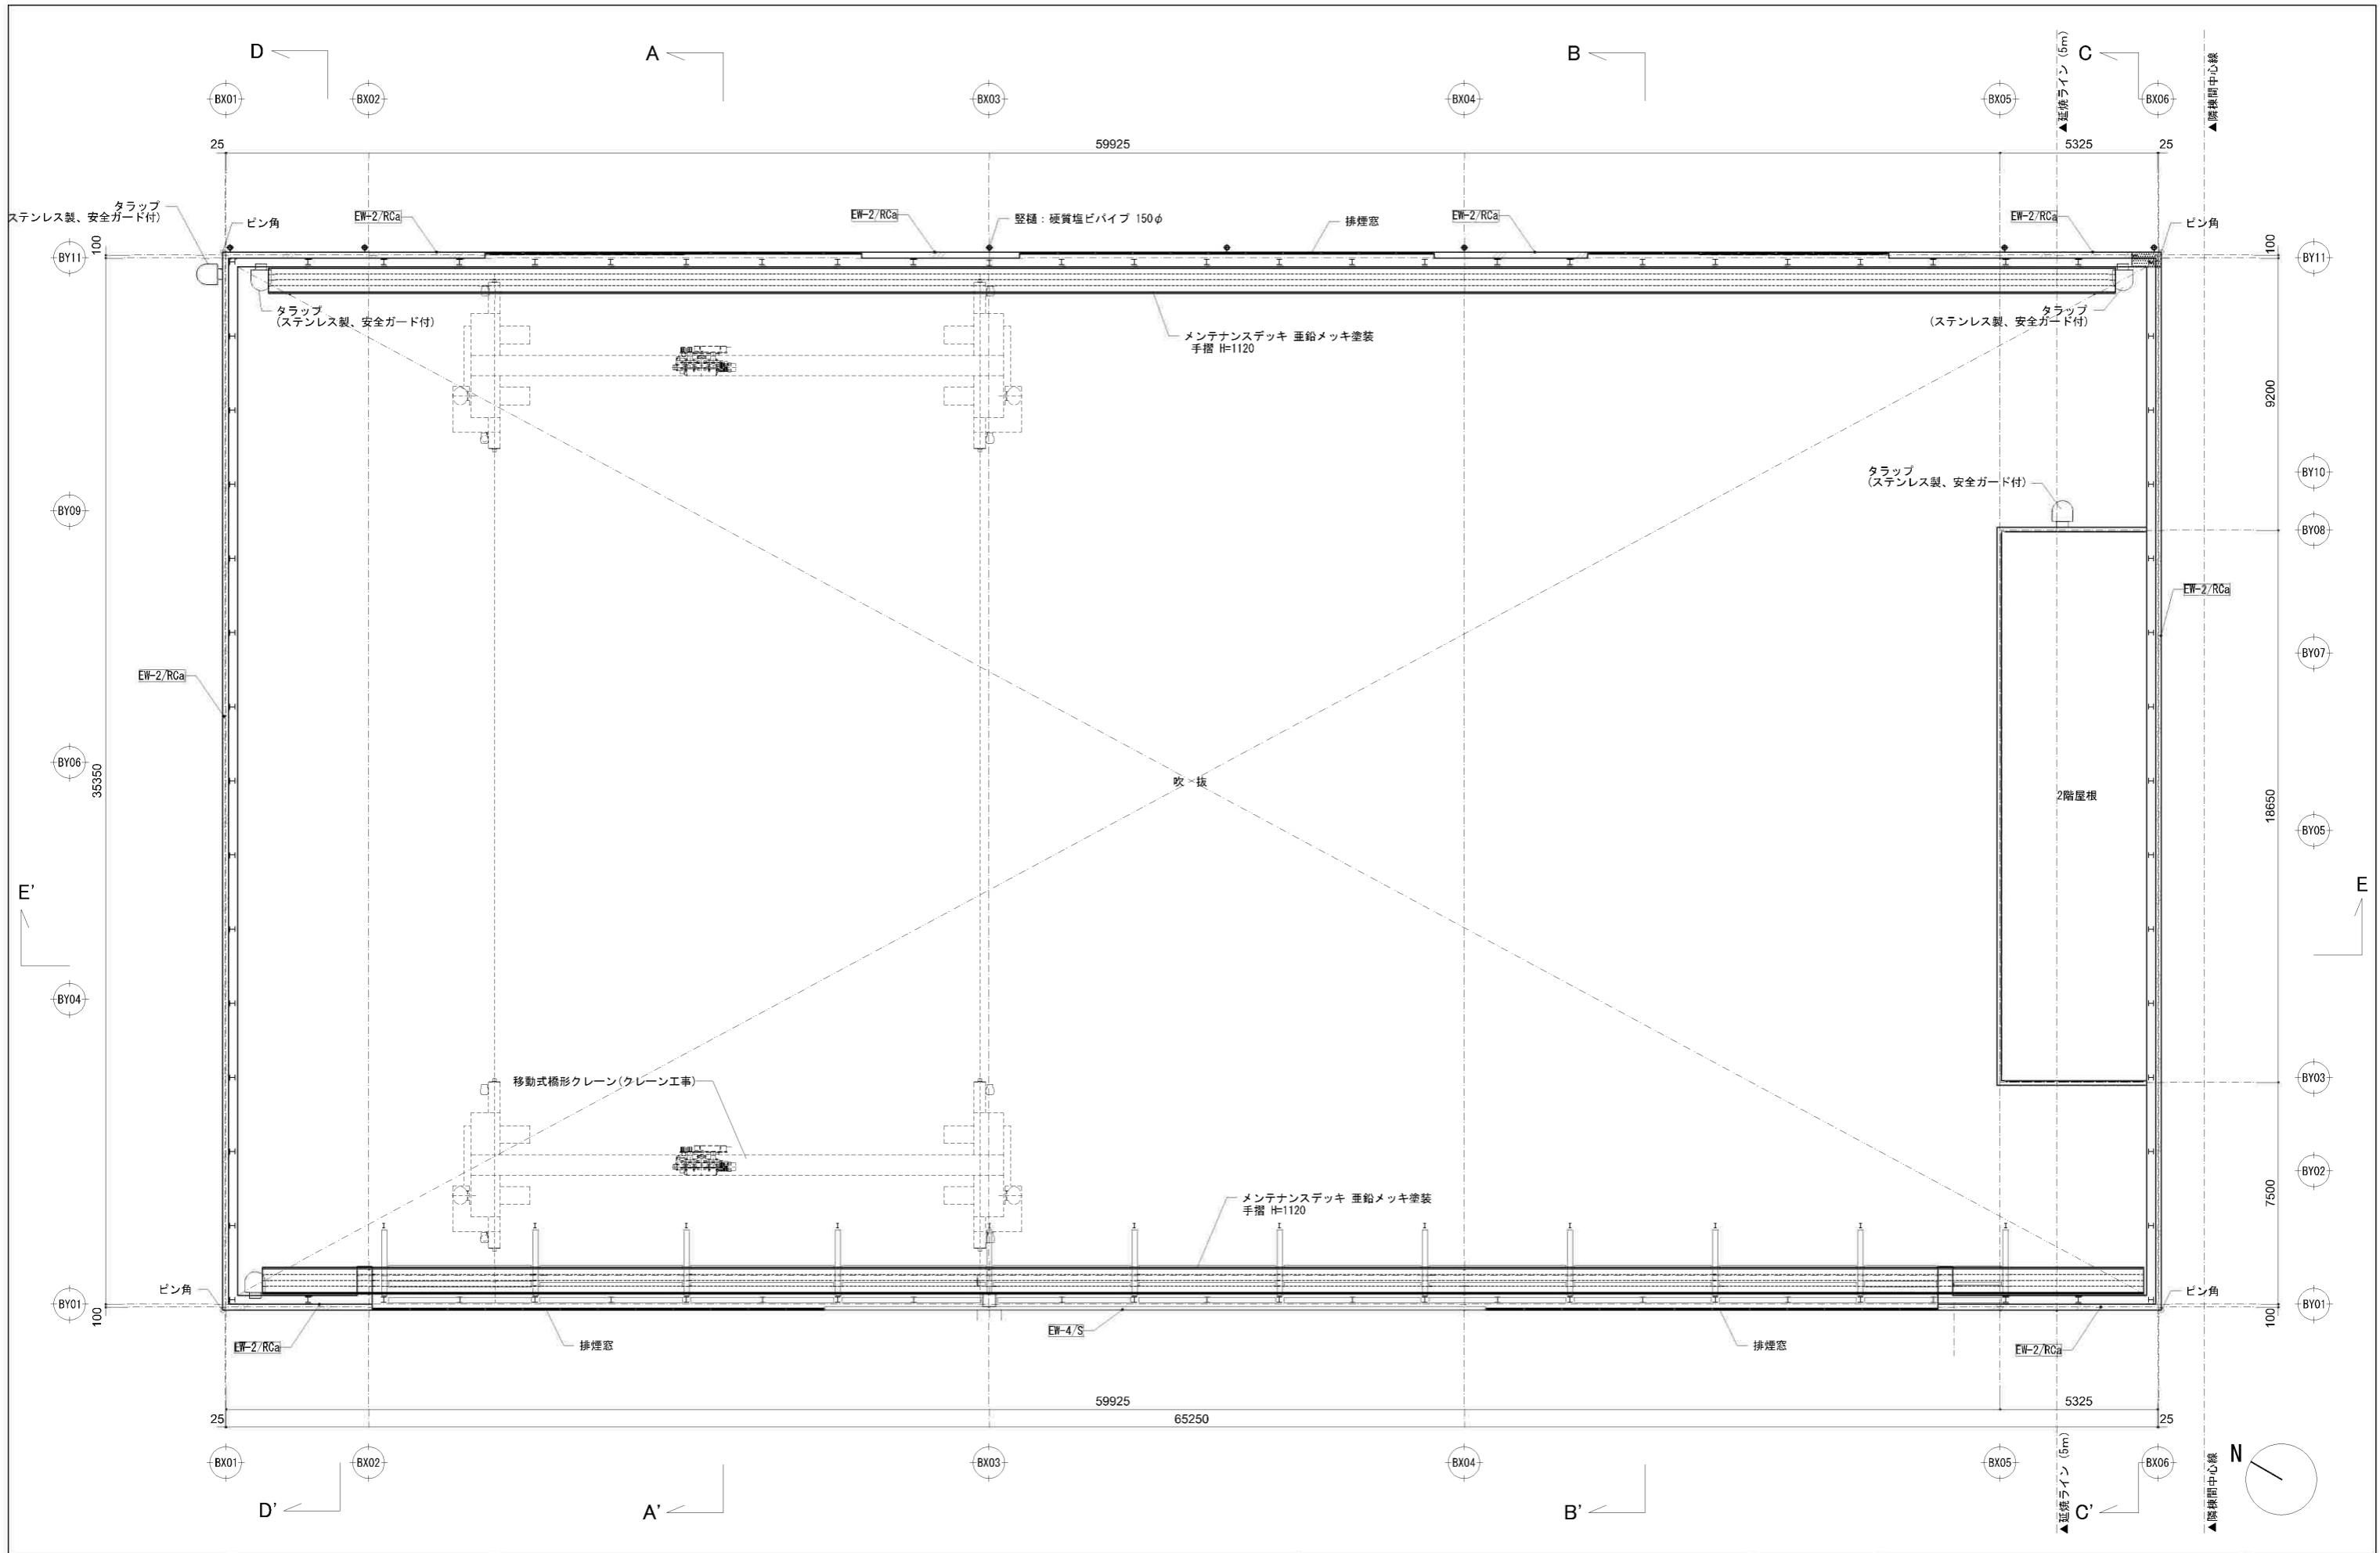 D
A
B
C
▲延焼ライン (5m)
▲隣棟間中心線
BX01
BX02
BX03
BX04
BX05
BX06
25
59925
5325
25
タラップ
ステンレス製、安全ガード付)
ピン角
EW-2/RCa
EW-2/RCa
竪樋：硬質塩ビパイプ 150φ
排煙窓
EW-2/RCa
EW-2/RCa
ピン角
100
100
BY11
BY11
タラップ
(ステンレス製、安全ガード付)
タラップ
(ステンレス製、安全ガード付)
メンテナンスデッキ 亜鉛メッキ塗装
手摺 H=1120
9200
タラップ
(ステンレス製、安全ガード付)
BY10
BY09
BY08
EW-2/RCa
BY07
EW-2/RCa
BY06
35350
吹 抜
2階屋根
18650
BY05
E'
E
BY04
移動式橋形クレーン(クレーン工事)
BY03
BY02
メンテナンスデッキ 亜鉛メッキ塗装
手摺 H=1120
7500
ピン角
ピン角
BY01
BY01
100
100
EW-2/RCa
排煙窓
EW-4/S
排煙窓
EW-2/RCa
59925
5325
25
65250
25
BX01
BX02
BX03
BX04
BX05
BX06
▲延焼ライン (5m)
▲隣棟間中心線
N
D'
A'
B'
C'